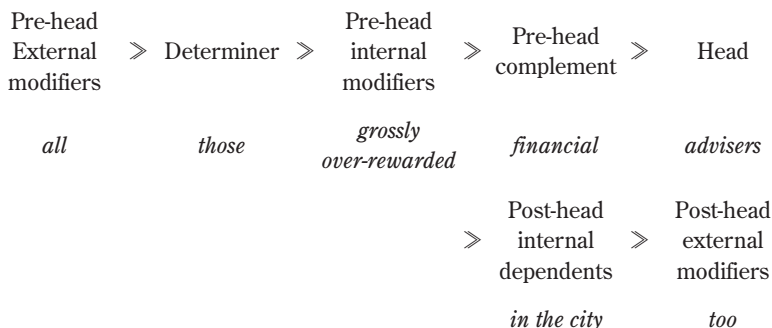 Pre-head Pre-head
External ≫ Determiner ≫ internal ≫ Pre-head ≫ Head
modifiers modifiers complement
all those grossly financial advisers
over-rewarded
Post-head Post-head
≫ internal ≫ external
dependents modifiers
in the city too